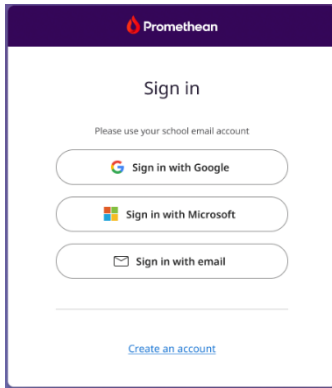 Promethean
Sign in
Please use your school email account
Sign in with Google
Sign in with Microsoft
Sign in with email
Create an account